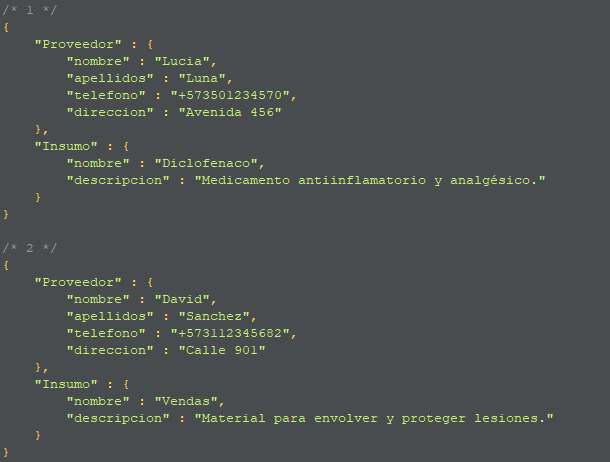 /* 1 */
{
    "Proveedor" : {
        "nombre" : "Lucia",
        "apellidos" : "Luna",
        "telefono" : "+573501234570",
        "direccion" : "Avenida 456"
    },
    "Insumo" : {
        "nombre" : "Diclofenaco",
        "descripcion" : "Medicamento antiinflamatorio y analgésico."
    }
}

/* 2 */
{
    "Proveedor" : {
        "nombre" : "David",
        "apellidos" : "Sanchez",
        "telefono" : "+573112345682",
        "direccion" : "Calle 901"
    },
    "Insumo" : {
        "nombre" : "Vendas",
        "descripcion" : "Material para envolver y proteger lesiones."
    }
}